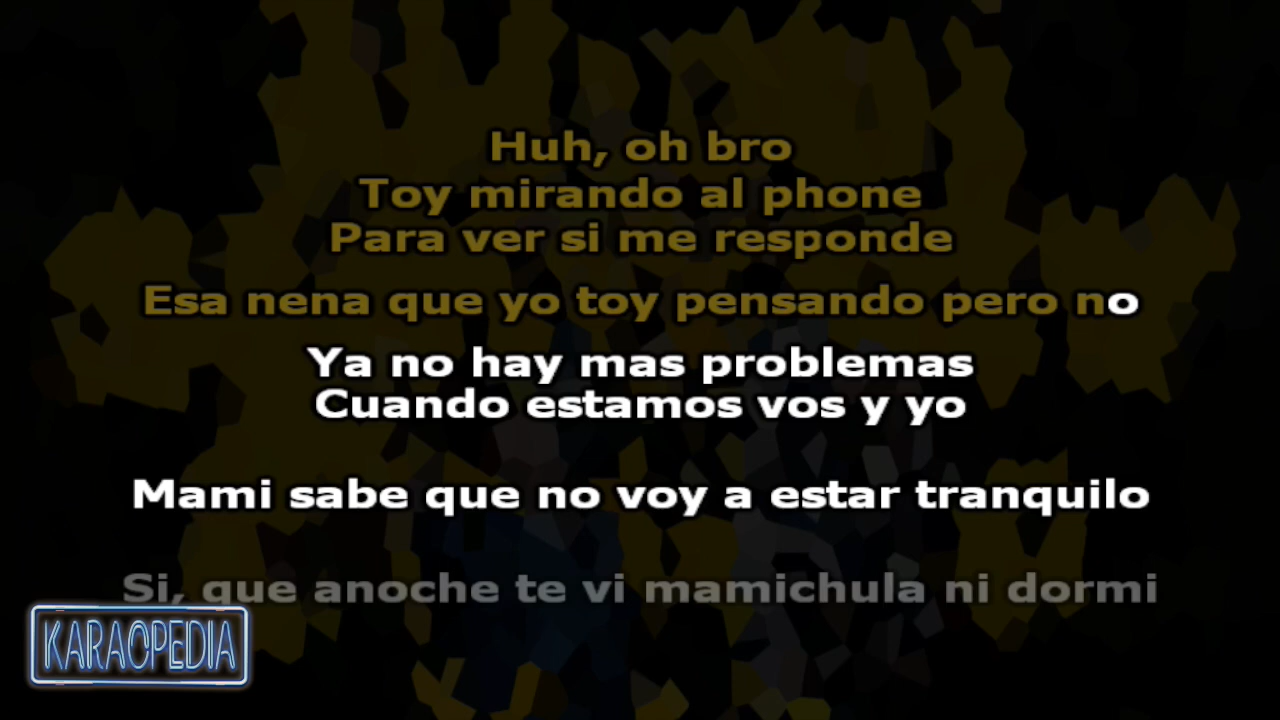 Huh, oh bro
Toy mirando al phone
Para ver si me responde
Esa nena que yo toy pensando pero no
Ya no hay mas problemas
Cuando estamos vos y yo
Mami sabe que no voy a estar tranquilo
Si, que anoche te vi mamichula ni dormi
KARAOPEDIA